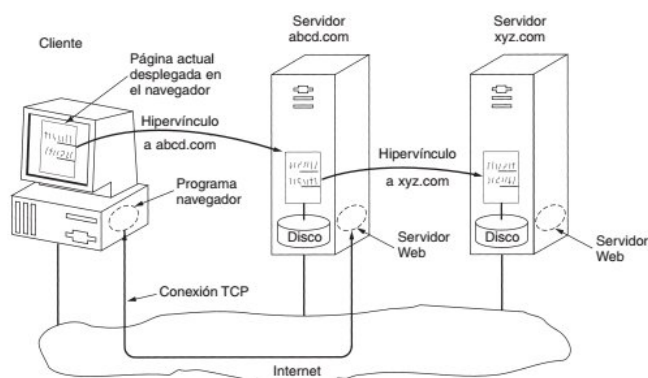 Cliente
Servidor
abcd.com
Servidor
xyz.com
Página actual
desplegada en
el navegador
Hipervínculo
a abcd.com
Hipervínculo
a xyz.com
Programa
navegador
Disco
Servidor
Web
Disco
Servidor
Web
Conexión TCP
Internet